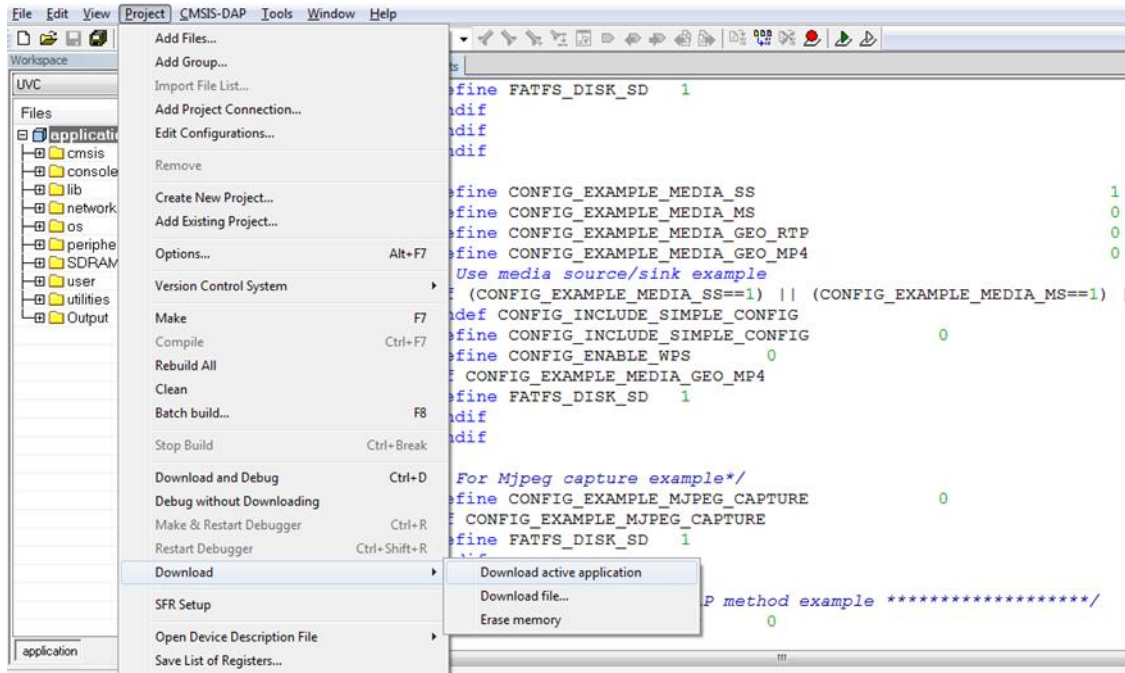 File Edit View Project CMSIS-DAP Tools Window Help
Workspace
UVC
Files
applicati
cmsis
console
lib
network
os
periphe
SDRAM
user
utilities
Output
application
Add Files...
Add Group...
Import File List...
Add Project Connection...
Edit Configurations...
Remove
Create New Project...
Add Existing Project...
Options... Alt+F7
Version Control System
Make F7
Compile Ctrl+F7
Rebuild All
Clean
Batch build... F8
Stop Build Ctrl+Break
Download and Debug Ctrl+D
Debug without Downloading
Make & Restart Debugger Ctrl+R
Restart Debugger Ctrl+Shift+R
Download
SFR Setup
Open Device Description File
Save List of Registers...
Download active application
Download file...
Erase memory
ts
efine FATFS_DISK_SD 1
ndif
ndif
ndif
efine CONFIG_EXAMPLE_MEDIA_SS 1
efine CONFIG_EXAMPLE_MEDIA_MS 0
efine CONFIG_EXAMPLE_MEDIA_GEO_RTP 0
efine CONFIG_EXAMPLE_MEDIA_GEO_MP4 0
Use media source/sink example
f (CONFIG_EXAMPLE_MEDIA_SS==1) || (CONFIG_EXAMPLE_MEDIA_MS==1) |
ndef CONFIG_INCLUDE_SIMPLE_CONFIG
efine CONFIG_INCLUDE_SIMPLE_CONFIG 0
efine CONFIG_ENABLE_WPS 0
f CONFIG_EXAMPLE_MEDIA_GEO_MP4
efine FATFS_DISK_SD 1
ndif
ndif
For Mjpeg capture example*/
efine CONFIG_EXAMPLE_MJPEG_CAPTURE 0
f CONFIG_EXAMPLE_MJPEG_CAPTURE
efine FATFS_DISK_SD 1
P method example *******************/
0